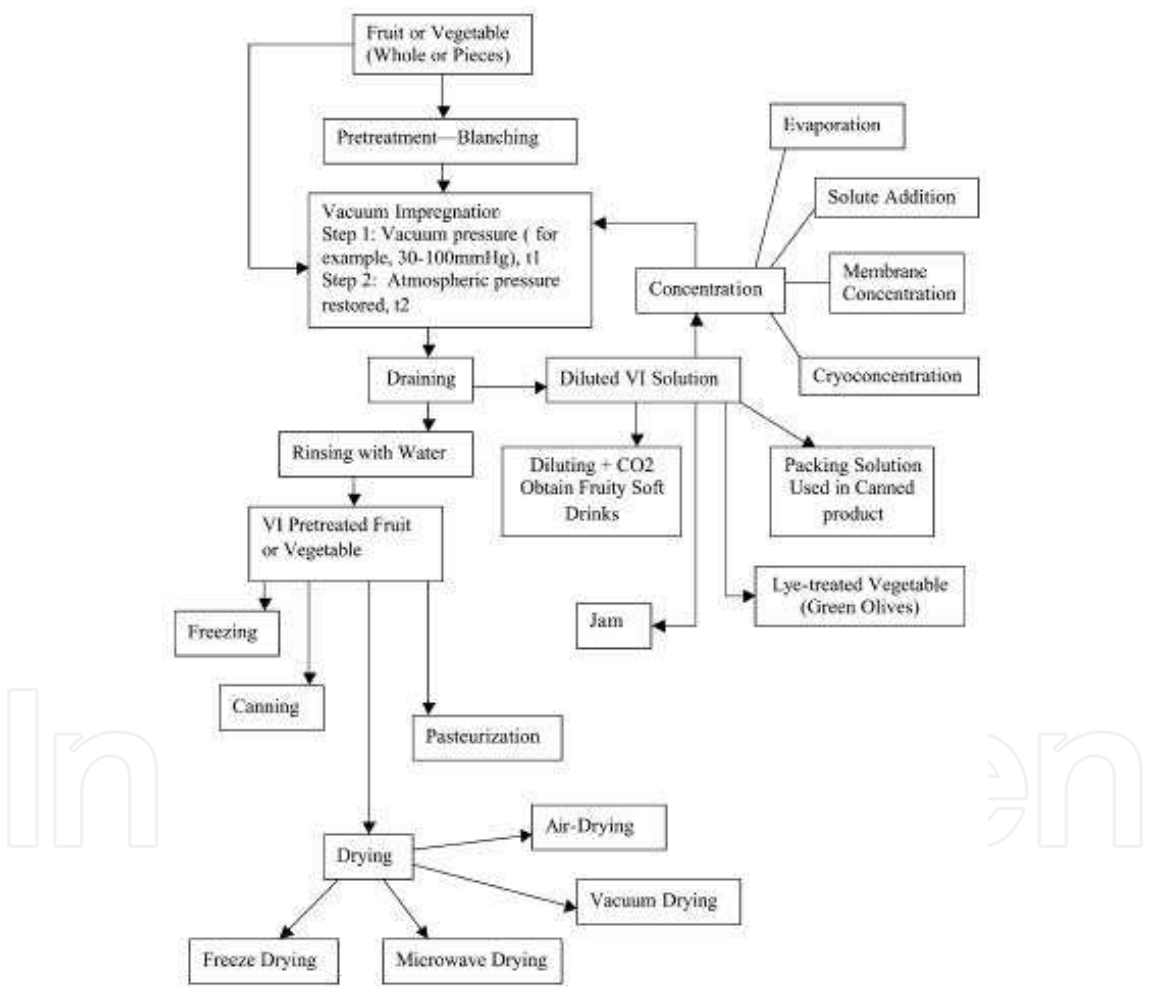 Fruit or Vegetable
(Whole or Pieces)
Pretreatment—Blanching
Evaporation
Vacuum Impregnation
Step 1: Vacuum pressure ( for
example, 30-100mmHg), t1
Step 2: Atmospheric pressure
restored, t2
Solute Addition
Membrane
Concentration
Concentration
Cryoconcentration
Draining
Diluted VI Solution
Rinsing with Water
Diluting + CO2
Obtain Fruity Soft
Drinks
Packing Solution
Used in Canned
product
VI Pretreated Fruit
or Vegetable
Lye-treated Vegetable
(Green Olives)
Jam
Freezing
Canning
Pasteurization
Air-Drying
Drying
Vacuum Drying
Freeze Drying
Microwave Drying
In
en